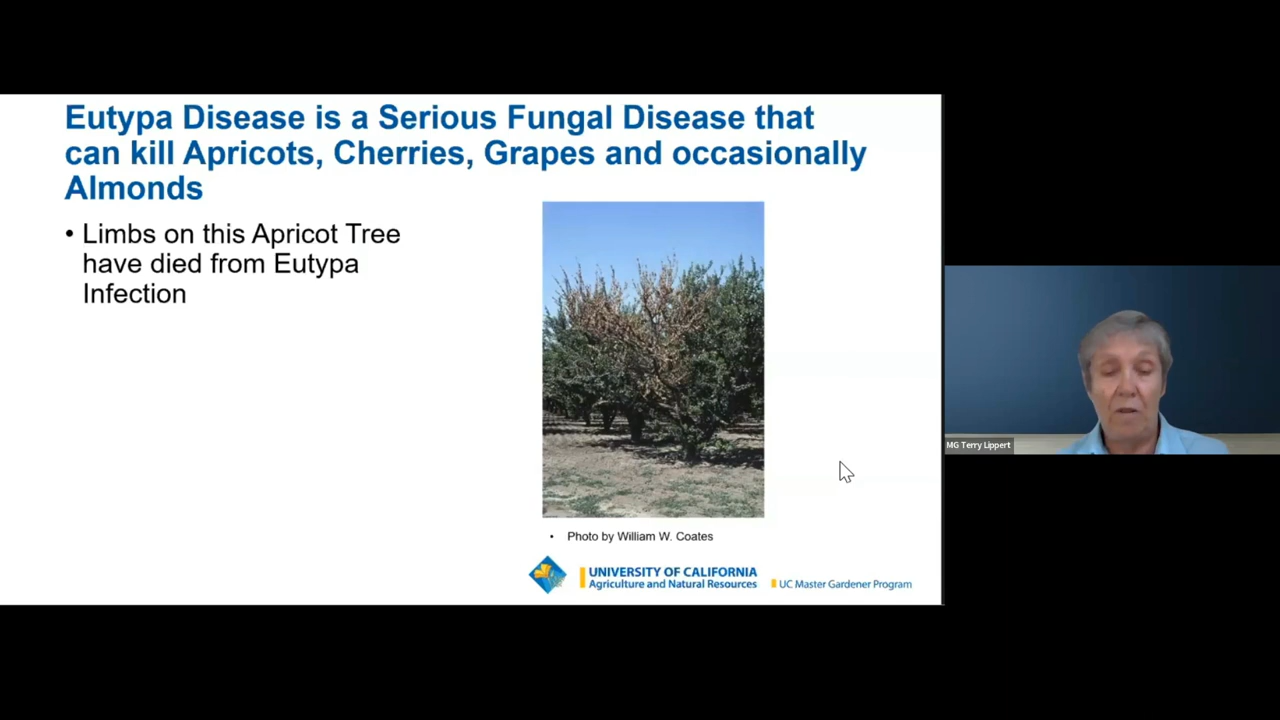 Eutypa Disease is a Serious Fungal Disease that
can kill Apricots, Cherries, Grapes and occasionally
Almonds
• Limbs on this Apricot Tree
have died from Eutypa
Infection
• Photo by William W. Coates
UNIVERSITY OF CALIFORNIA
Agriculture and Natural Resources
UC Master Gardener Program
MG Terry Lippert